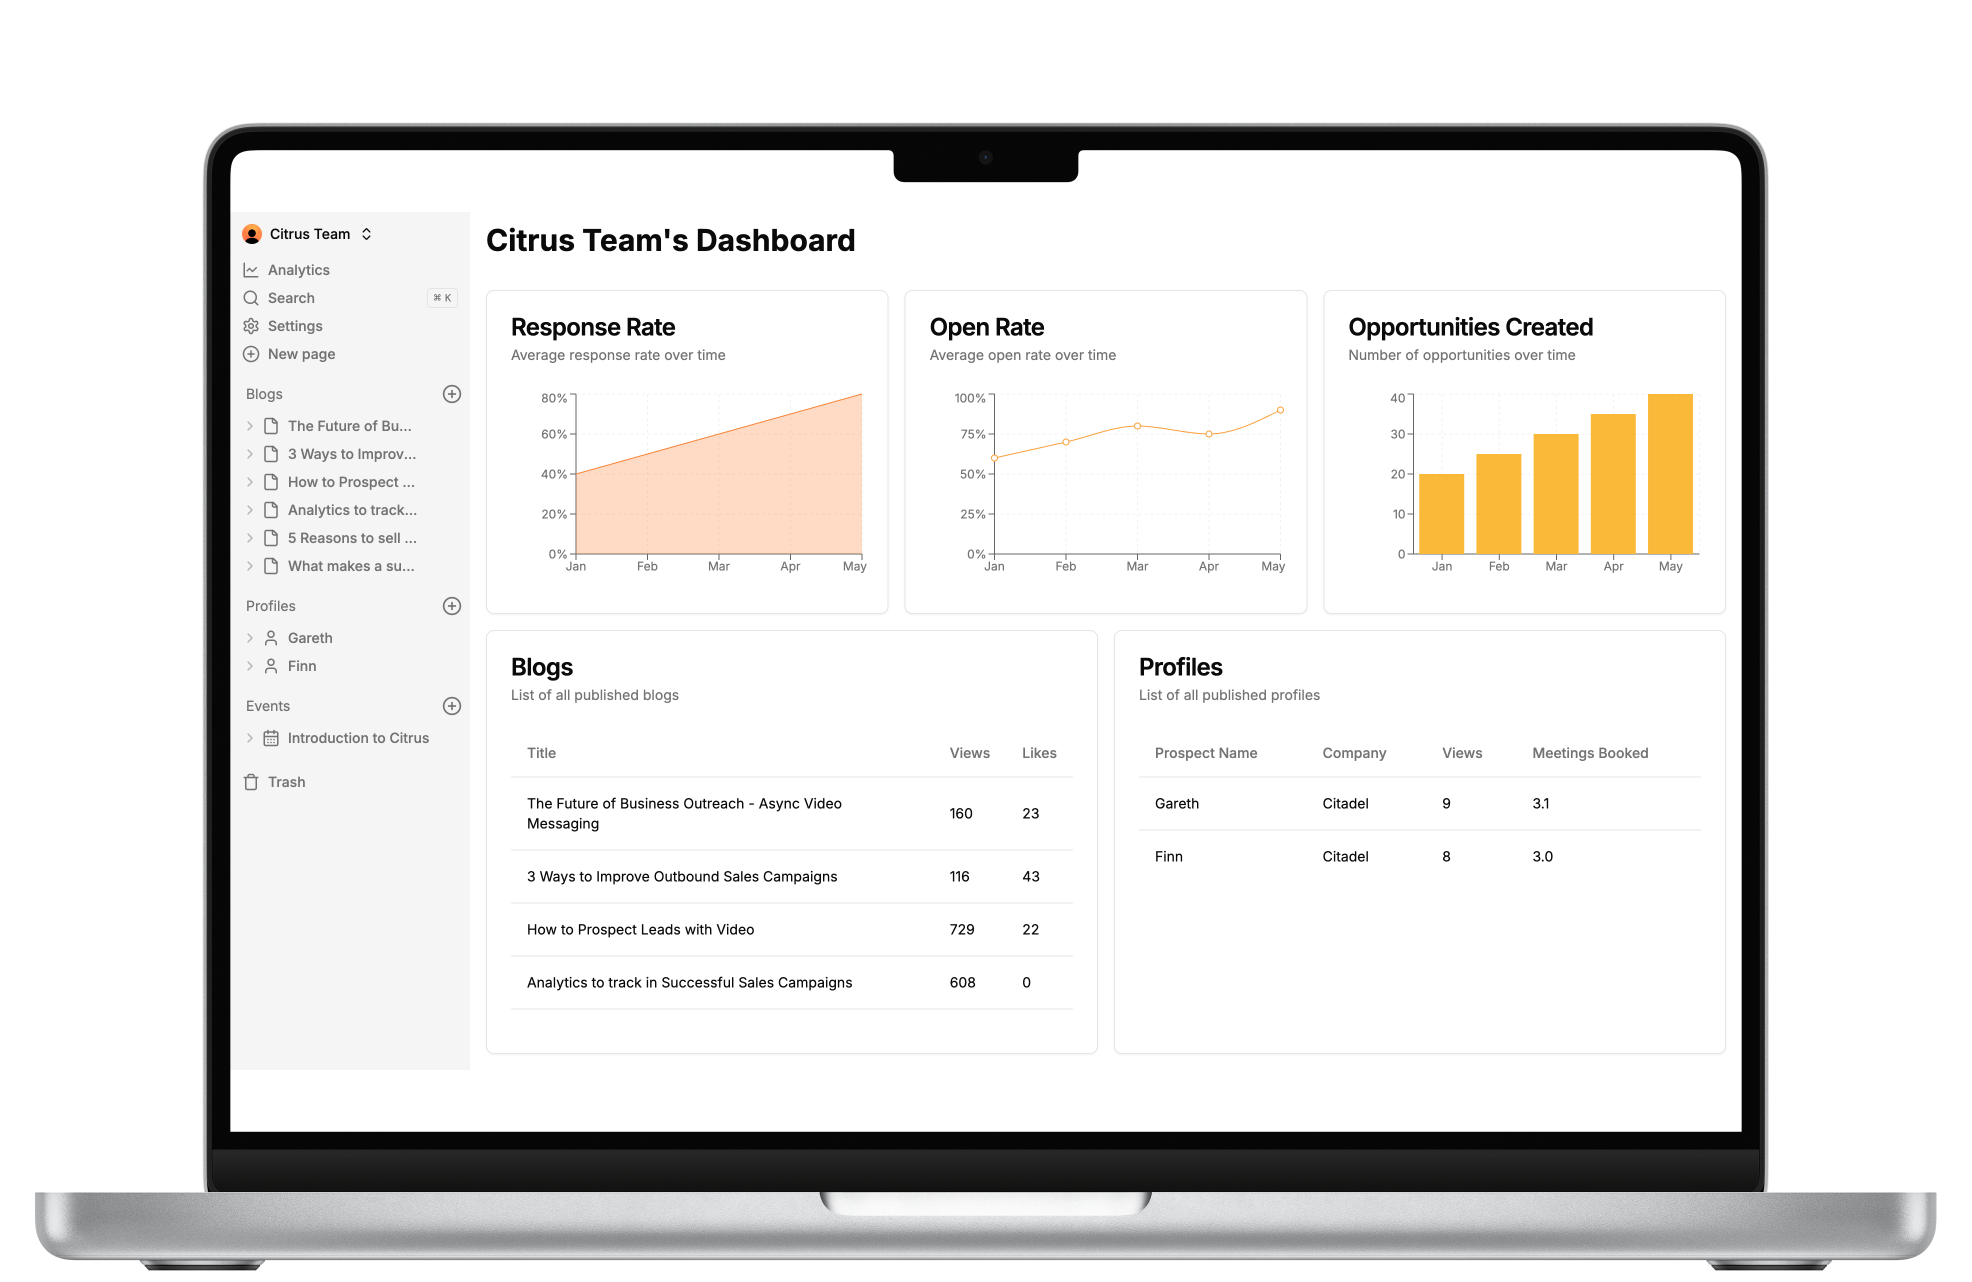 Citrus Team
Analytics
Search
⌘ K
Settings
New page
Blogs
The Future of Bu...
3 Ways to Improv...
How to Prospect ...
Analytics to track...
5 Reasons to sell ...
What makes a su...
Profiles
Gareth
Finn
Events
Introduction to Citrus
Trash
Citrus Team's Dashboard
Response Rate
Average response rate over time
80%
60%
40%
20%
0%
Jan Feb Mar Apr May
Open Rate
Average open rate over time
100%
75%
50%
25%
0%
Jan Feb Mar Apr May
Opportunities Created
Number of opportunities over time
40
30
20
10
0
Jan Feb Mar Apr May
Blogs
List of all published blogs
Title Views Likes
The Future of Business Outreach - Async Video
Messaging
160 23
3 Ways to Improve Outbound Sales Campaigns 116 43
How to Prospect Leads with Video 729 22
Analytics to track in Successful Sales Campaigns 608 0
Profiles
List of all published profiles
Prospect Name Company Views Meetings Booked
Gareth Citadel 9 3.1
Finn Citadel 8 3.0